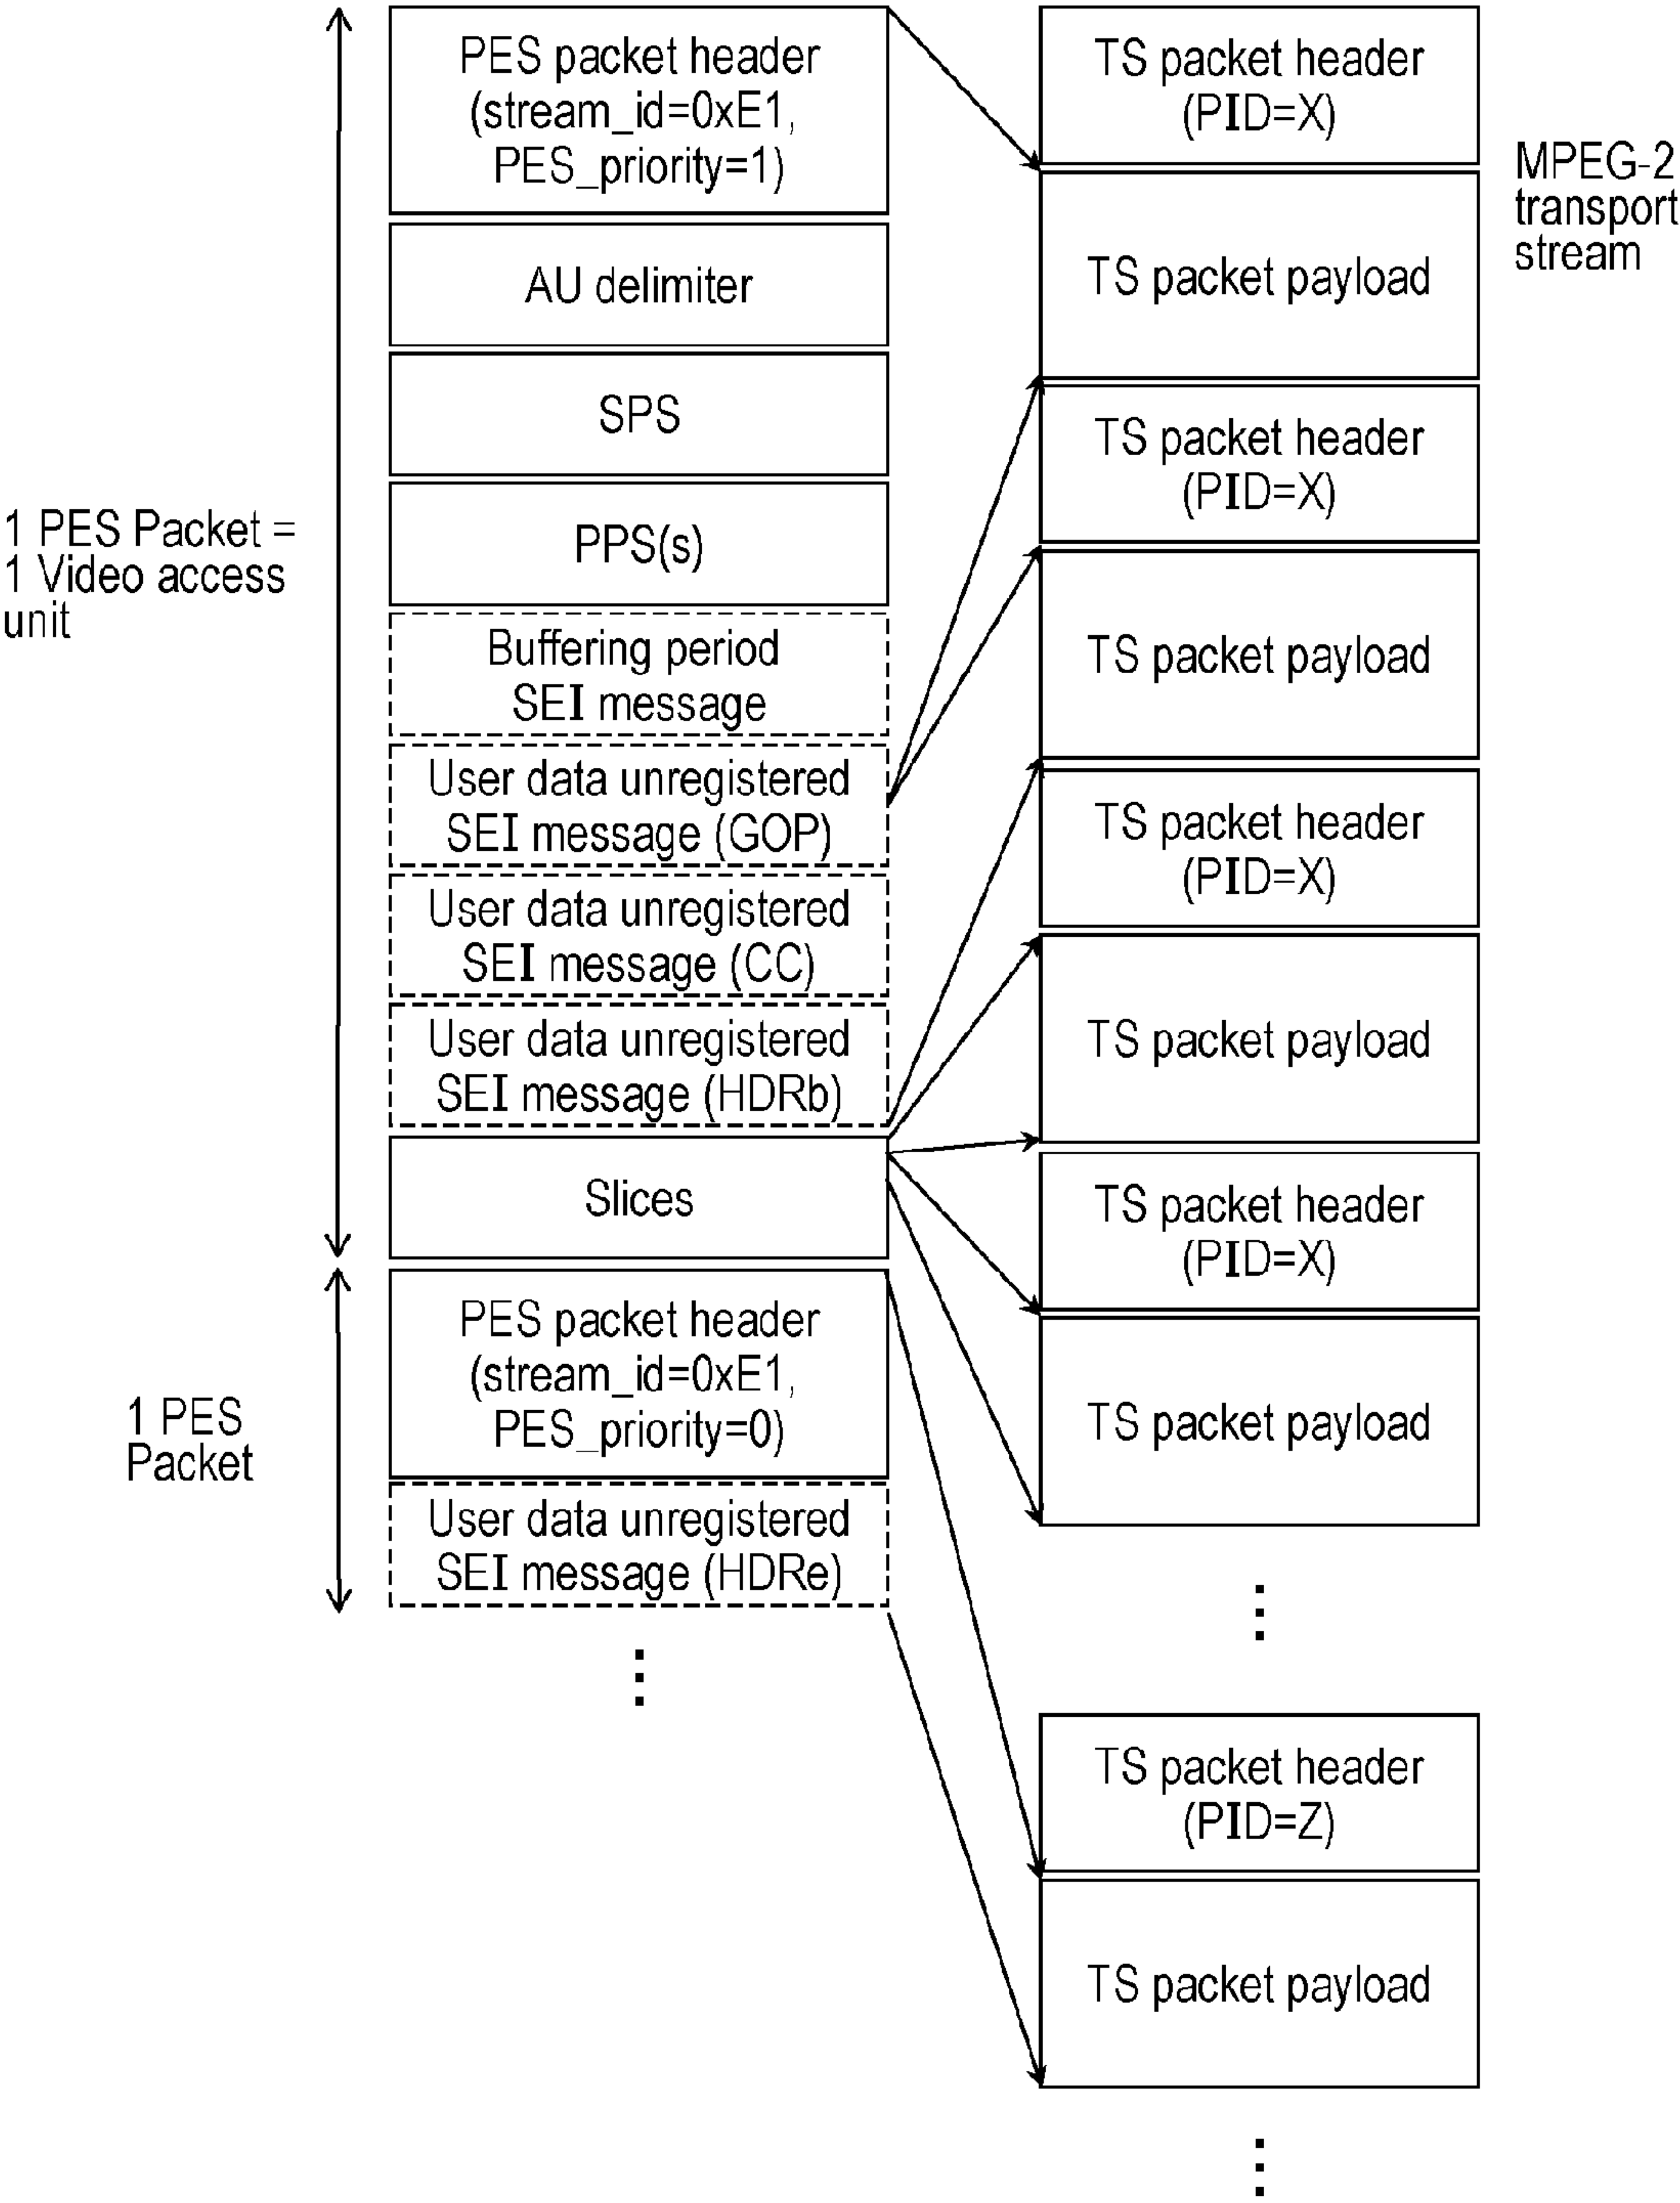 PES packet header
(stream_id=0xE1,
PES_priority=1)
AU delimiter
SPS
PPS(s)
Buffering period
SEI message
User data unregistered
SEI message (GOP)
User data unregistered
SEI message (CC)
User data unregistered
SEI message (HDRb)
Slices
1 PES Packet =
1 Video access
unit
PES packet header
(stream_id=0xE1,
PES_priority=0)
User data unregistered
SEI message (HDRe)
1 PES
Packet
TS packet header
(PID=X)
TS packet payload
TS packet header
(PID=X)
TS packet payload
TS packet header
(PID=X)
TS packet payload
TS packet header
(PID=X)
TS packet payload
TS packet header
(PID=Z)
TS packet payload
MPEG-2
transport
stream